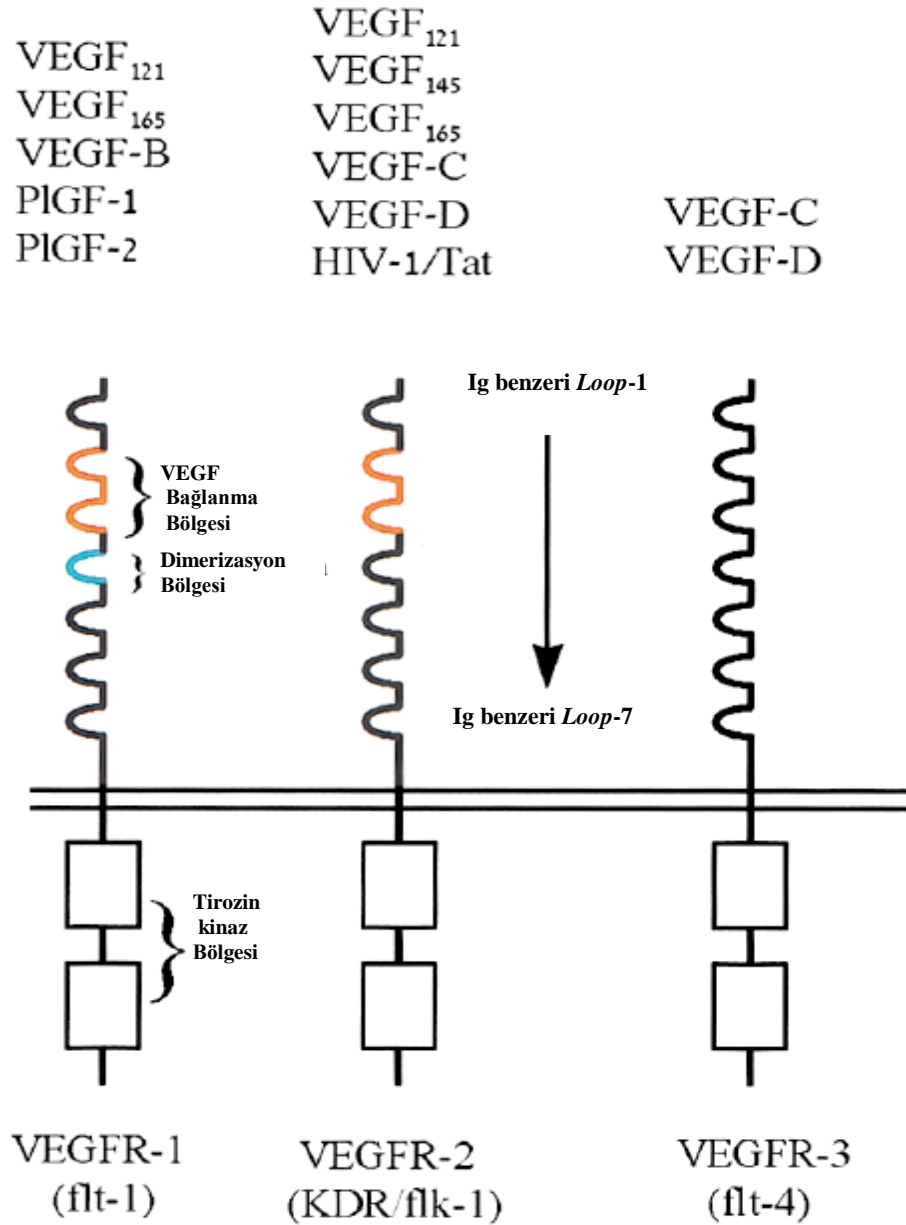 VEGF121
VEGF165
VEGF-B
PlGF-1
PlGF-2
VEGF121
VEGF145
VEGF165
VEGF-C
VEGF-D
HIV-1/Tat
VEGF-C
VEGF-D
Ig benzeri Loop-1
VEGF
Bağlanma
Bölgesi
Dimerizasyon
Bölgesi
Ig benzeri Loop-7
Tirozin
kinaz
Bölgesi
VEGFR-1
(flt-1)
VEGFR-2
(KDR/flk-1)
VEGFR-3
(flt-4)